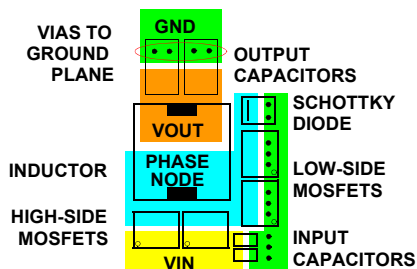 GND
VIAS TO
GROUND
PLANE
OUTPUT
CAPACITORS
SCHOTTKY
DIODE
VOUT
INDUCTOR
PHASE
NODE
LOW-SIDE
MOSFETS
HIGH-SIDE
MOSFETS
INPUT
CAPACITORS
VIN